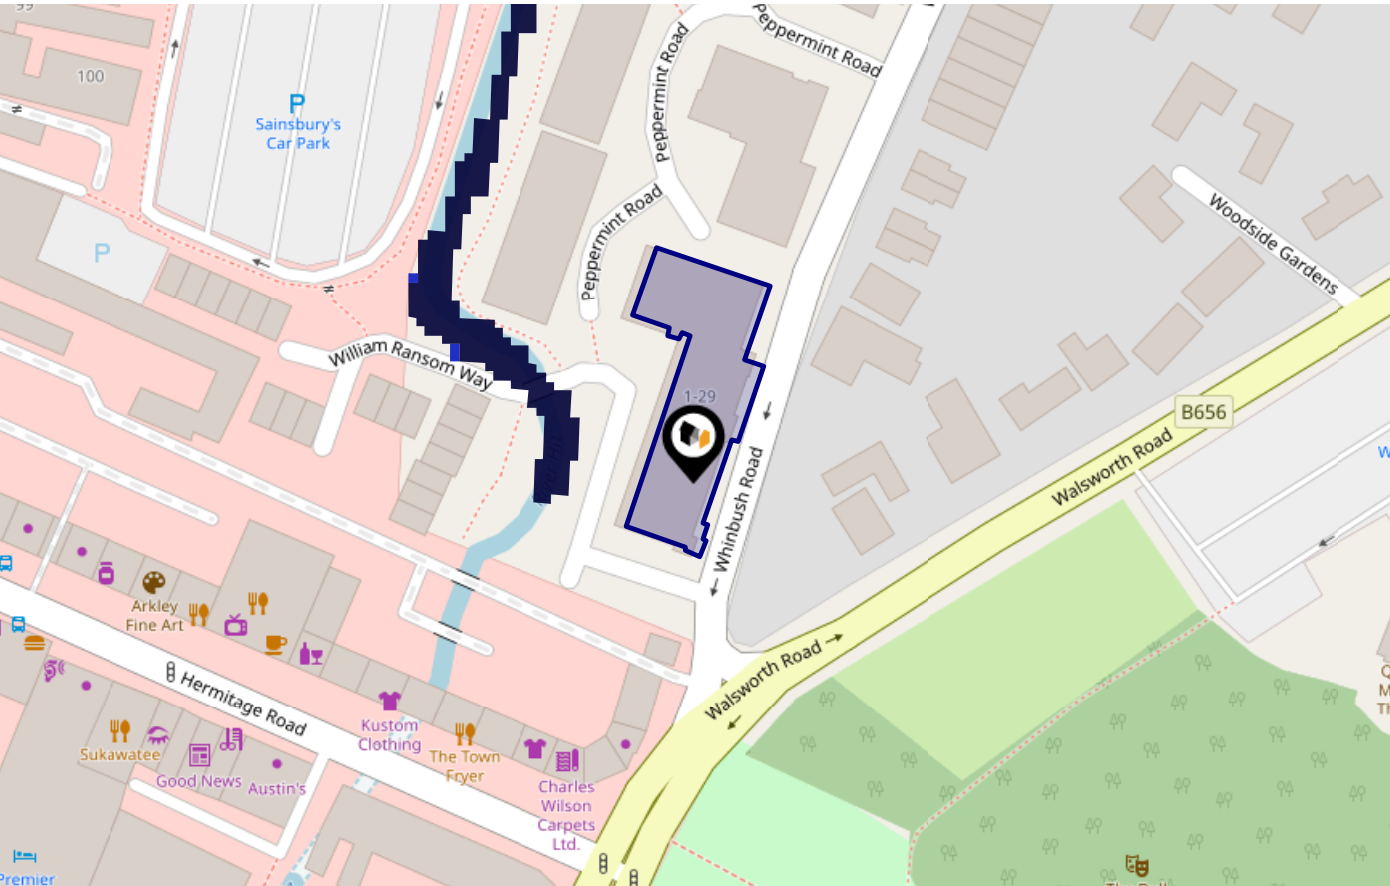 99
100
Sainsbury's
Car Park
P
P
Peppermint Road
Peppermint Road
Peppermint Road
Woodside Gardens
William Ransom Way
1-29
B656
Walsworth Road
Whinbush Road
Walsworth Road
Arkley
Fine Art
Hermitage Road
Kustom
Clothing
The Town
Fryer
Sukawatee
Good News
Austin's
Charles
Wilson
Carpets
Ltd.
Premier